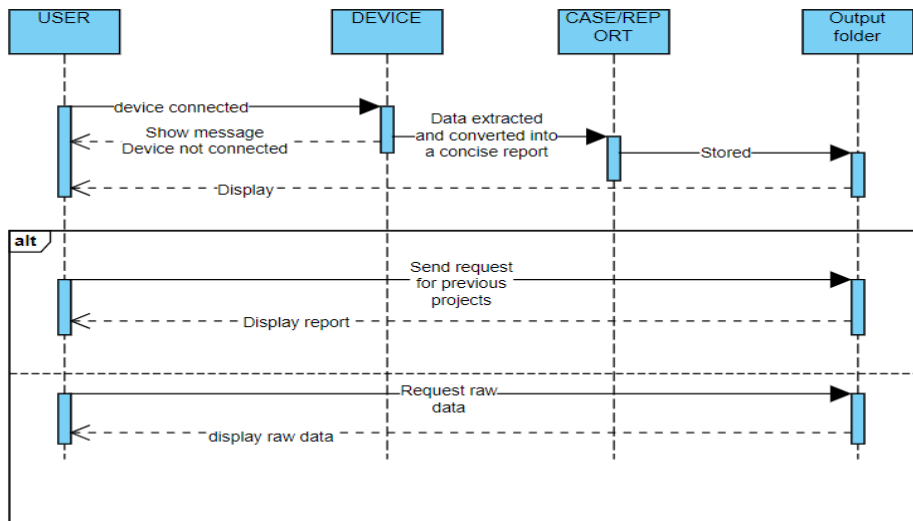 USER
DEVICE
CASE/REP
ORT
Output
folder
device connected
Show message
Device not connected
Data extracted
and converted into
a concise report
Stored
Display
alt
Send request
for previous
projects
Display report
Request raw
data
display raw data